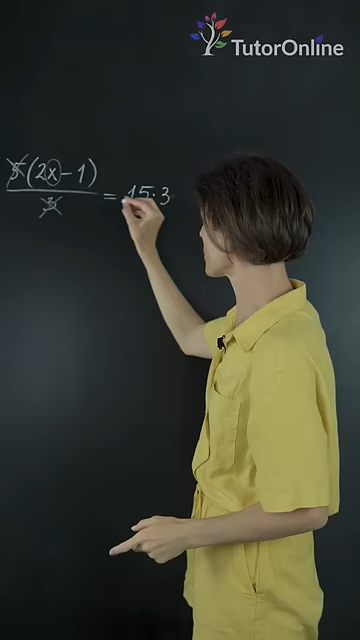 TutorOnline
5(2x-1)
3
= 15·3